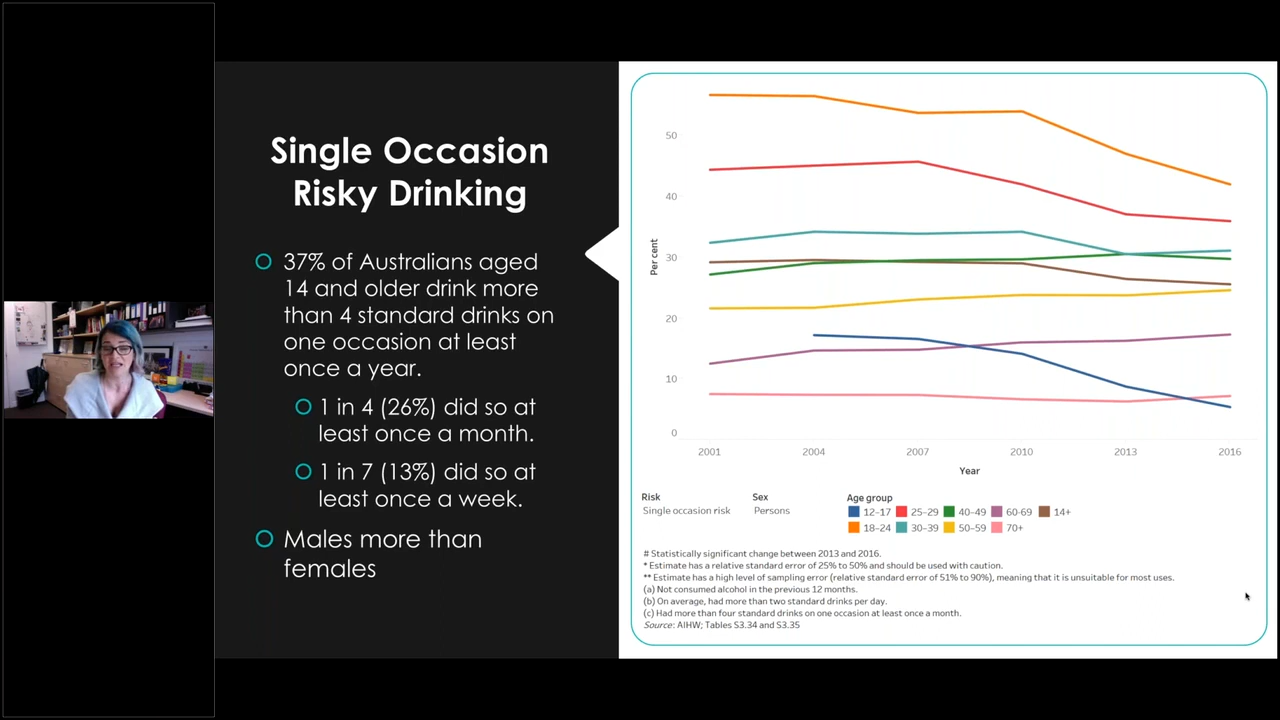 Single Occasion
Risky Drinking
37% of Australians aged
14 and older drink more
than 4 standard drinks on
one occasion at least
once a year.
1 in 4 (26%) did so at
least once a month.
1 in 7 (13%) did so at
least once a week.
Males more than
females
Per cent
50
40
30
20
10
0
2001 2004 2007 2010 2013 2016
Year
Risk Sex Age group
Single occasion risk Persons 12–17 25–29 40–49 60-69 14+
18–24 30–39 50–59 70+
# Statistically significant change between 2013 and 2016.
* Estimate has a relative standard error of 25% to 50% and should be used with caution.
** Estimate has a high level of sampling error (relative standard error of 51% to 90%), meaning that it is unsuitable for most uses.
(a) Not consumed alcohol in the previous 12 months.
(b) On average, had more than two standard drinks per day.
(c) Had more than four standard drinks on one occasion at least once a month.
Source: AIHW; Tables S3.34 and S3.35